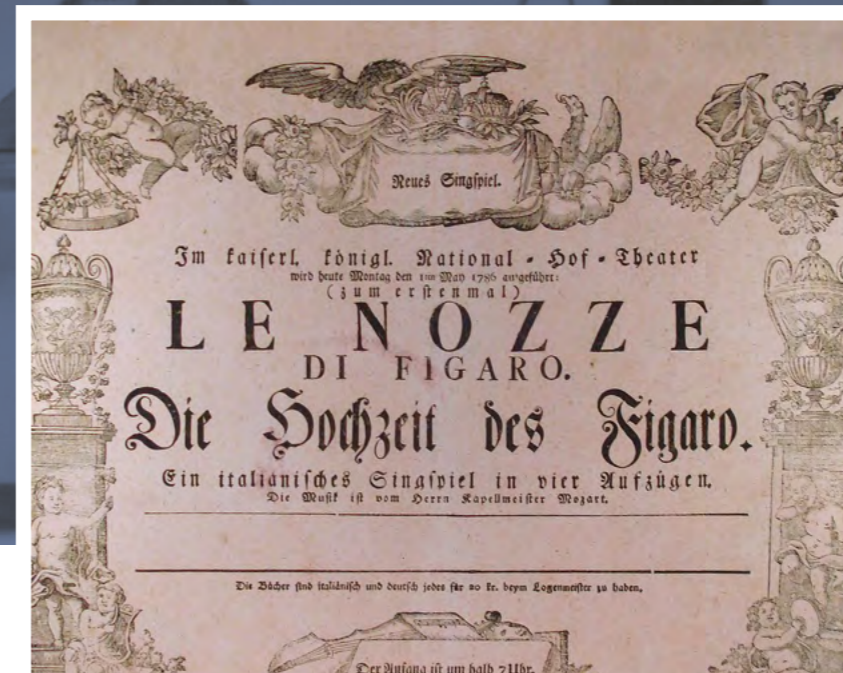 Neues Singspiel.
Im kaiserl. königl. National-Hof-Theater
wird heute Montag den 1ten May 1786 aufgeführt:
(zum erstenmal)
LE NOZZE
DI FIGARO.
Die Hochzeit des Figaro.
Ein italiänisches Singspiel in vier Aufzügen.
Die Musik ist vom Herrn Kapellmeister Mozart.
Die Bücher sind italiänisch und deutsch jedes für 20 kr. beym Logenmeister zu haben.
Der Anfang ist um halb 7 Uhr.